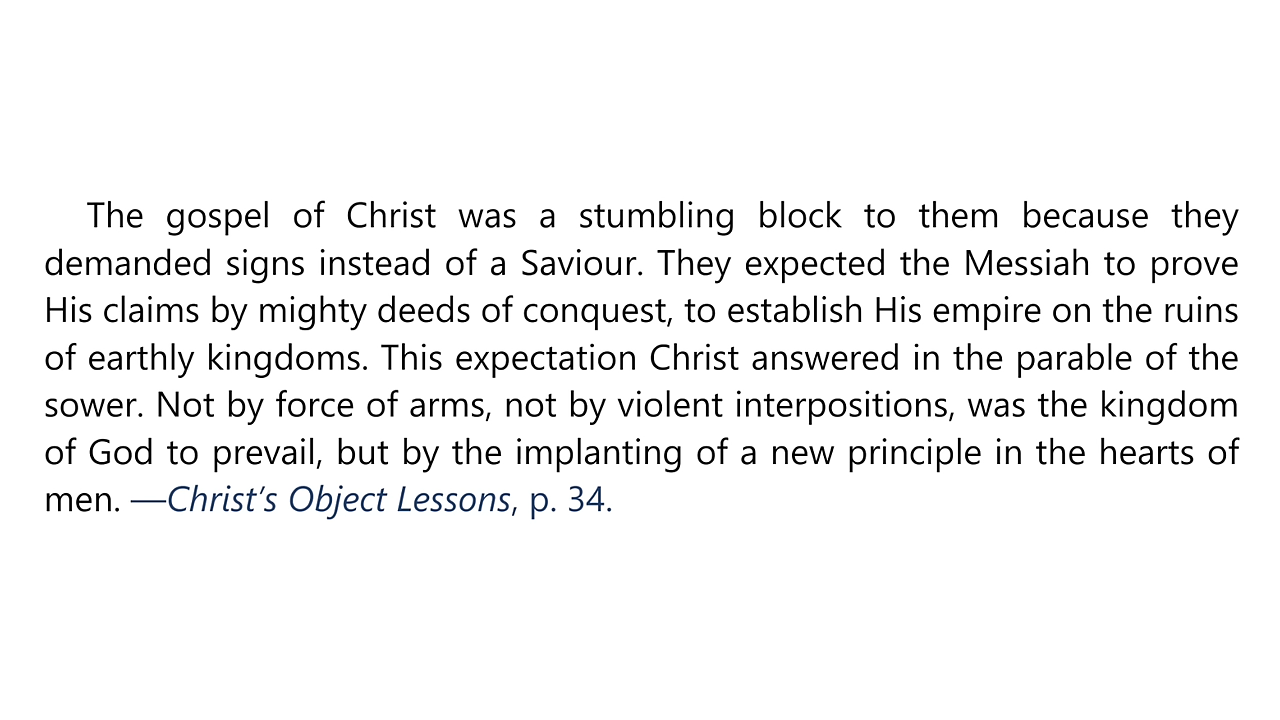 The gospel of Christ was a stumbling block to them because they
demanded signs instead of a Saviour. They expected the Messiah to prove
His claims by mighty deeds of conquest, to establish His empire on the ruins
of earthly kingdoms. This expectation Christ answered in the parable of the
sower. Not by force of arms, not by violent interpositions, was the kingdom
of God to prevail, but by the implanting of a new principle in the hearts of
men. —Christ’s Object Lessons, p. 34.